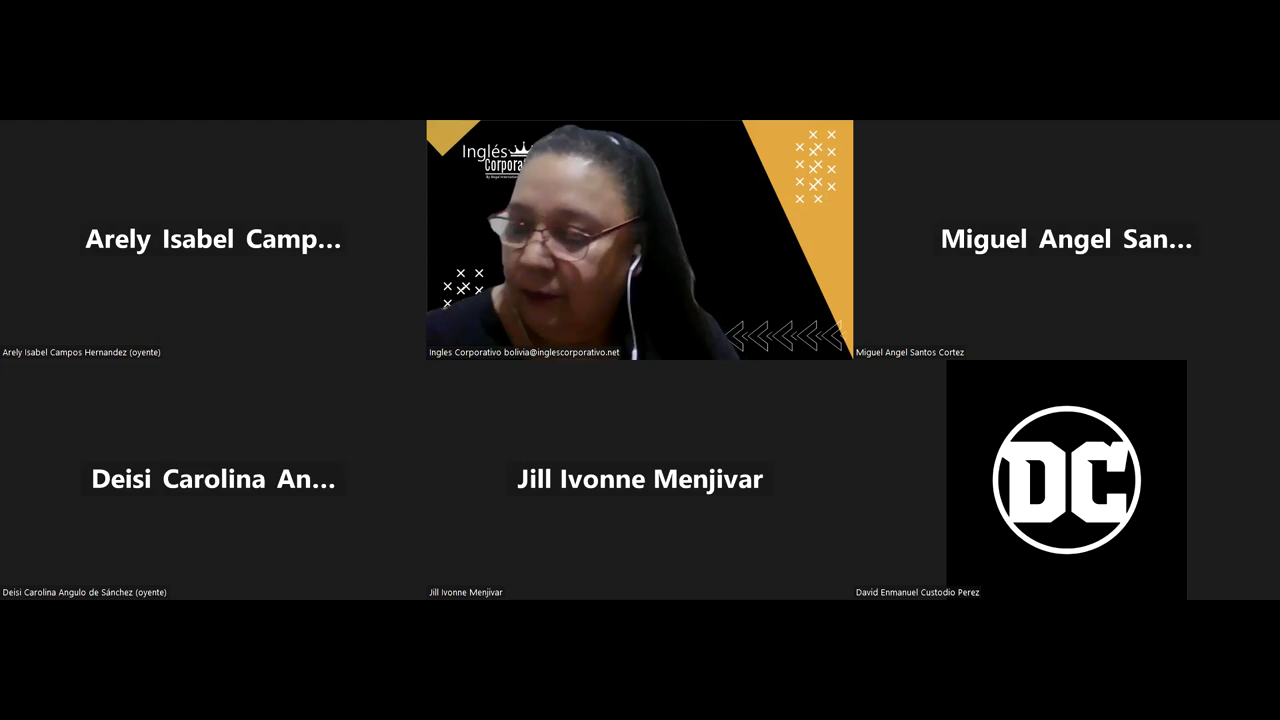 Arely Isabel Camp...
Arely Isabel Campos Hernandez (oyente)
Inglés
Corpora
Ingles Corporativo bolivia@inglescorporativo.net
Miguel Angel San...
Miguel Angel Santos Cortez
Deisi Carolina An...
Deisi Carolina Angulo de Sánchez (oyente)
Jill Ivonne Menjivar
Jill Ivonne Menjivar
DC
David Enmanuel Custodio Perez